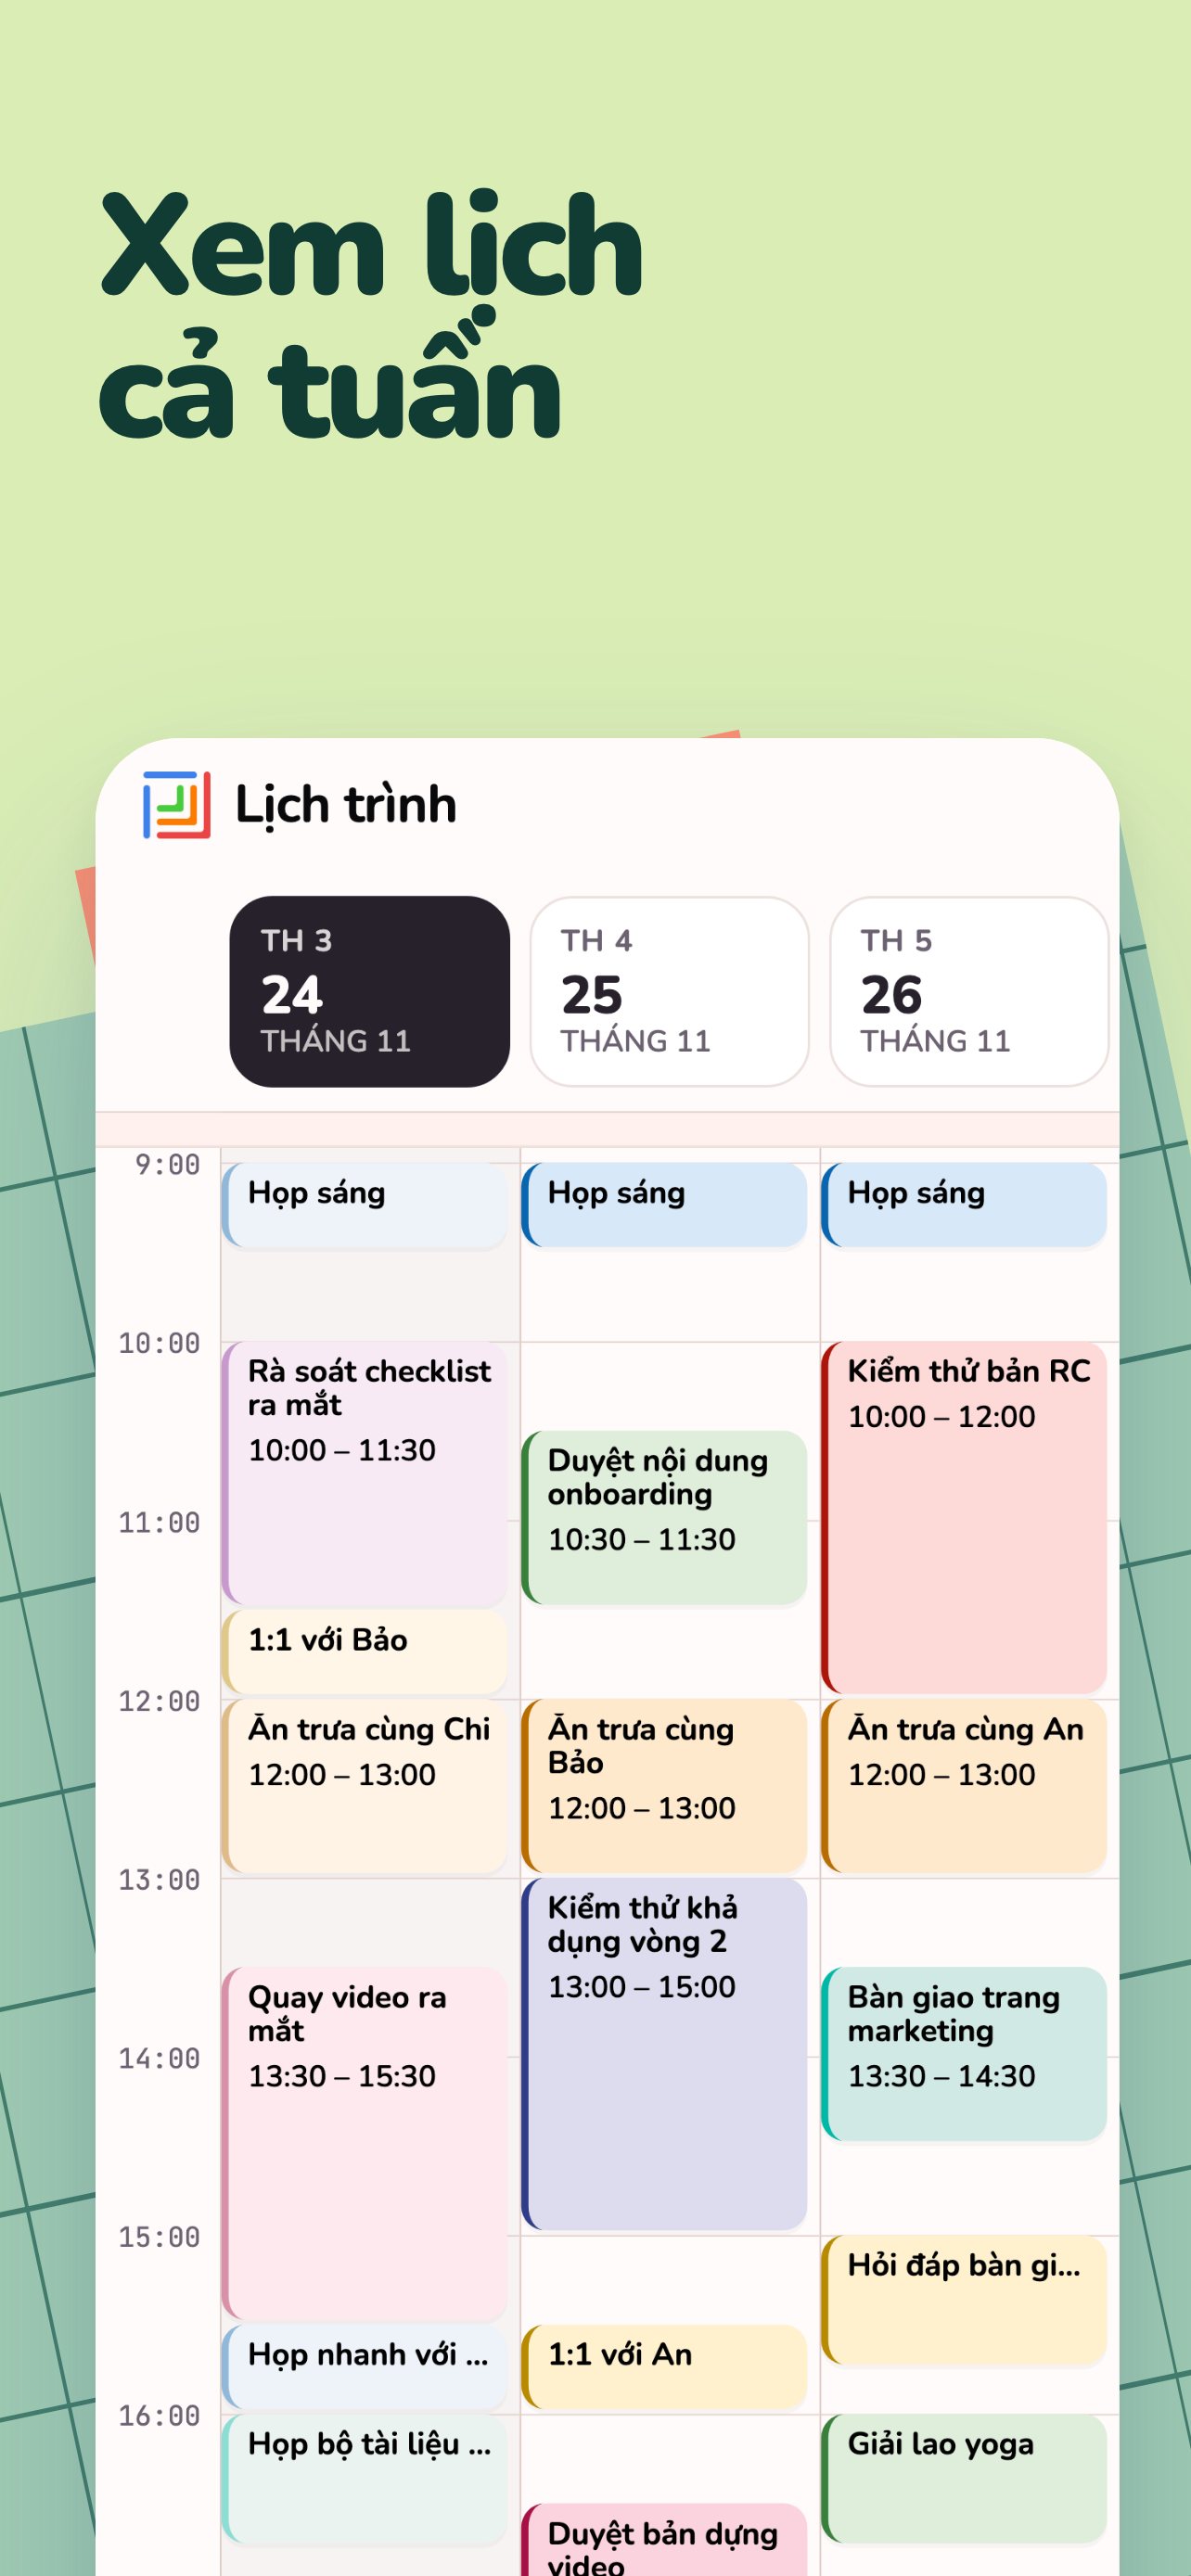 Xem lịch
cả tuần
Lịch trình
TH 3
24
THÁNG 11
TH 4
25
THÁNG 11
TH 5
26
THÁNG 11
9:00
Họp sáng
Họp sáng
Họp sáng
10:00
Rà soát checklist
ra mắt
10:00 – 11:30
Kiểm thử bản RC
10:00 – 12:00
Duyệt nội dung
onboarding
10:30 – 11:30
11:00
1:1 với Bảo
12:00
Ăn trưa cùng Chi
12:00 – 13:00
Ăn trưa cùng
Bảo
12:00 – 13:00
Ăn trưa cùng An
12:00 – 13:00
13:00
Kiểm thử khả
dụng vòng 2
13:00 – 15:00
Quay video ra
mắt
13:30 – 15:30
Bàn giao trang
marketing
13:30 – 14:30
14:00
15:00
Hỏi đáp bàn gi...
Họp nhanh với ...
1:1 với An
16:00
Họp bộ tài liệu ...
Giải lao yoga
Duyệt bản dựng
video